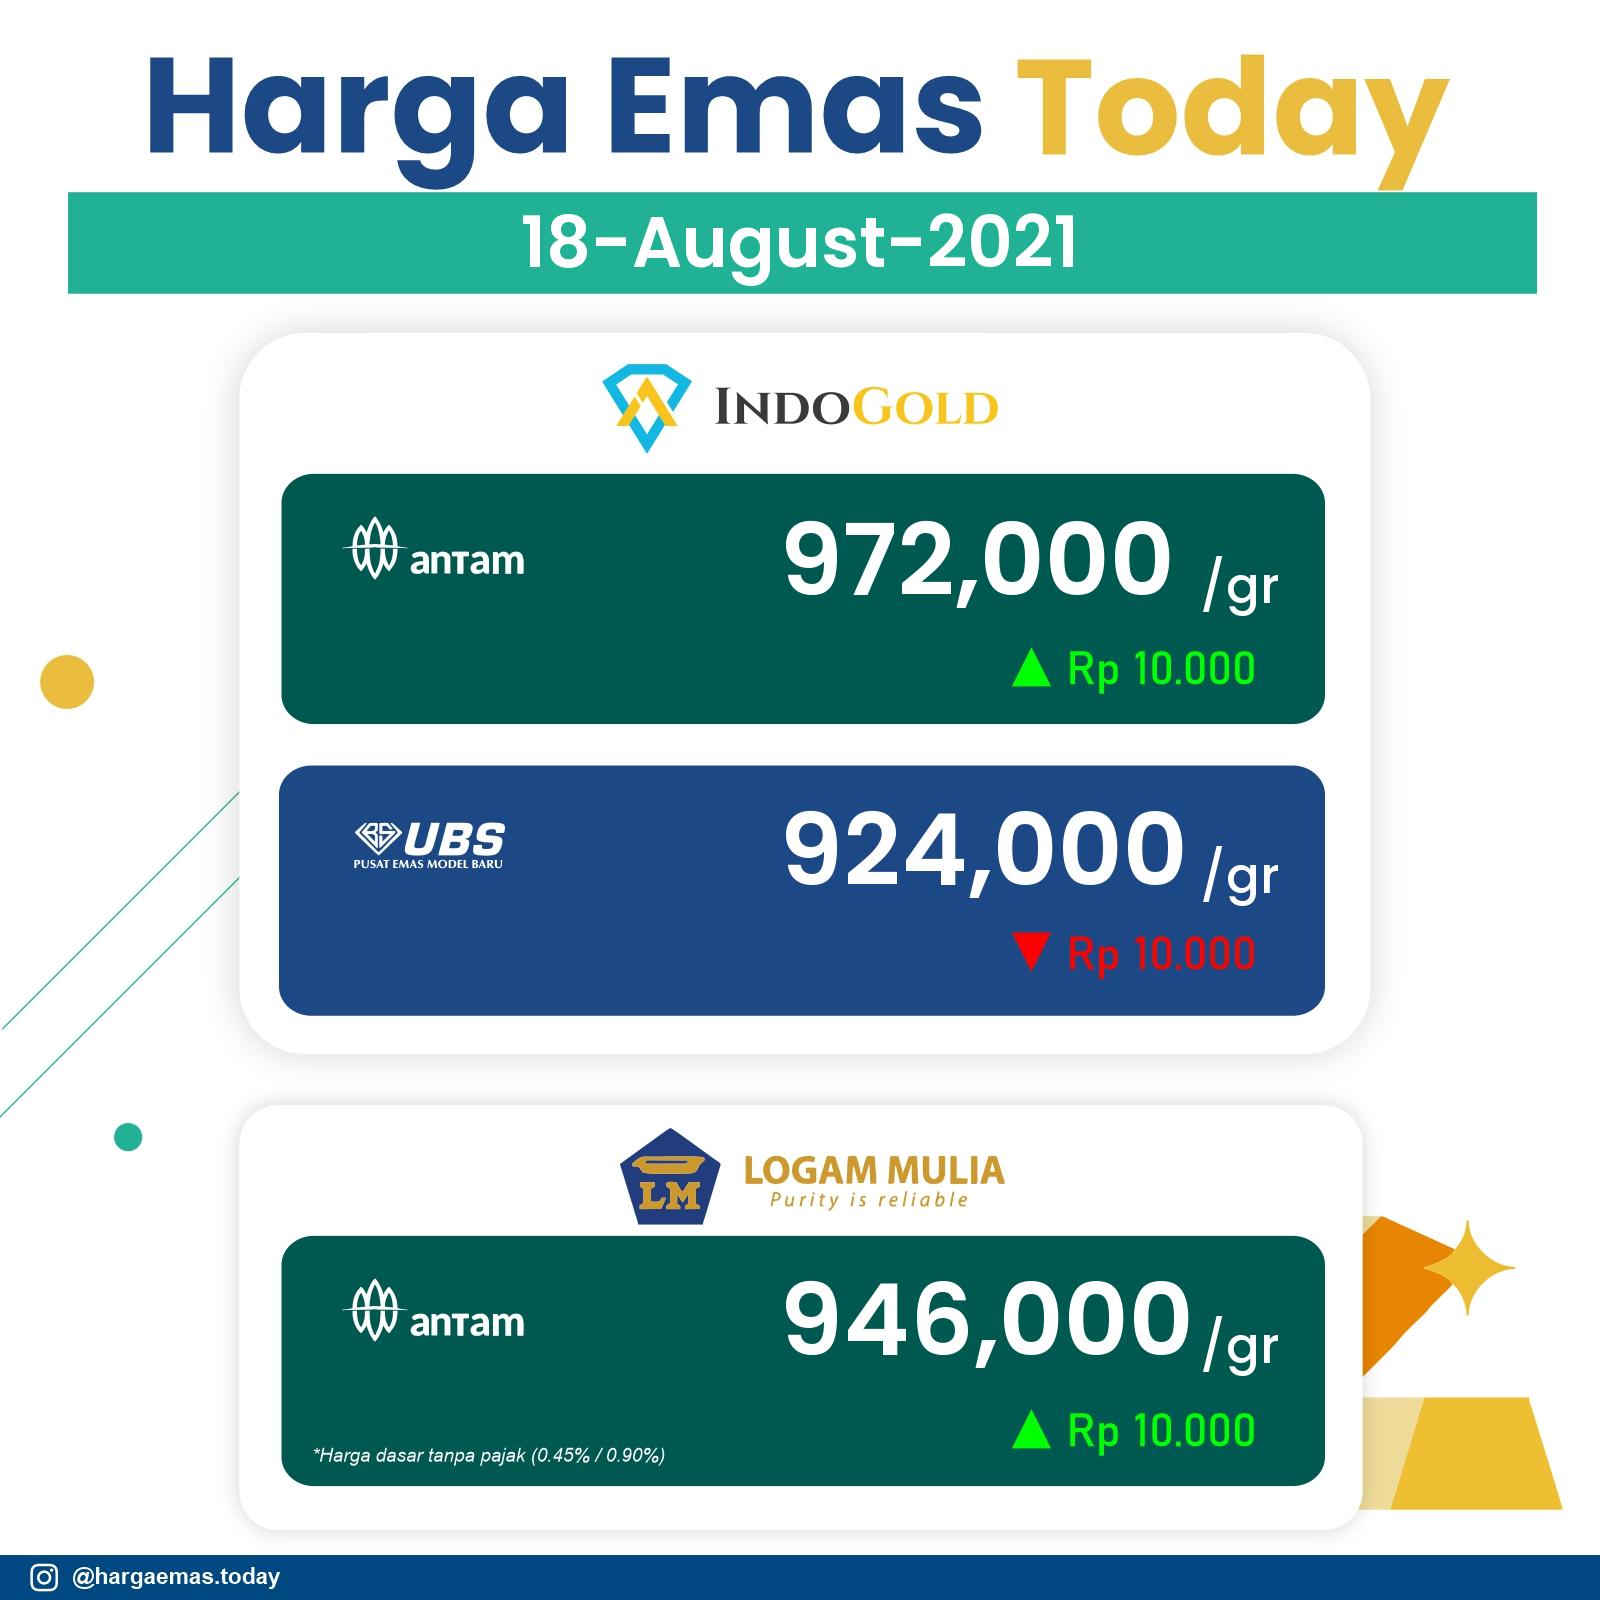 Harga Emas Today
18-August-2021
INDOGOLD
antam
972,000 /gr
▲ Rp 10.000
UBS
PUSAT EMAS MODEL BARU
924,000 /gr
▼ Rp 10.000
LM
LOGAM MULIA
Purity is reliable
antam
946,000 /gr
▲ Rp 10.000
*Harga dasar tanpa pajak (0.45% / 0.90%)
@hargaemas.today